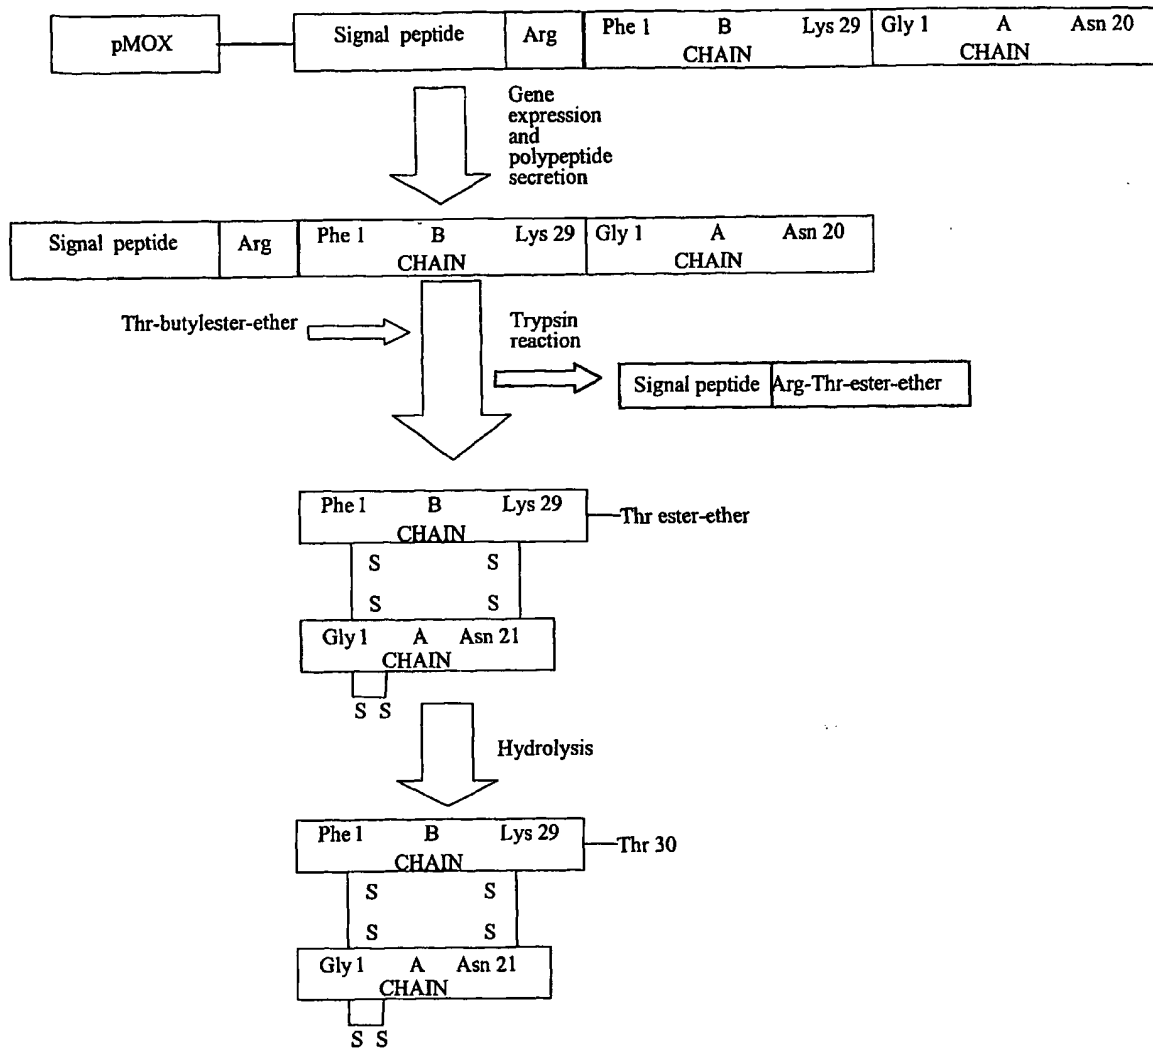 pMOX
Signal peptide
Arg
Phe 1 B Lys 29
CHAIN
Gly 1 A Asn 20
CHAIN
Gene
expression
and
polypeptide
secretion
Signal peptide
Arg
Phe 1 B Lys 29
CHAIN
Gly 1 A Asn 20
CHAIN
Thr-butylester-ether
Trypsin
reaction
Signal peptide
Arg-Thr-ester-ether
Phe 1 B Lys 29
CHAIN
Thr ester-ether
S S
S S
Gly 1 A Asn 21
CHAIN
S S
Hydrolysis
Phe 1 B Lys 29
CHAIN
Thr 30
S S
S S
Gly 1 A Asn 21
CHAIN
S S